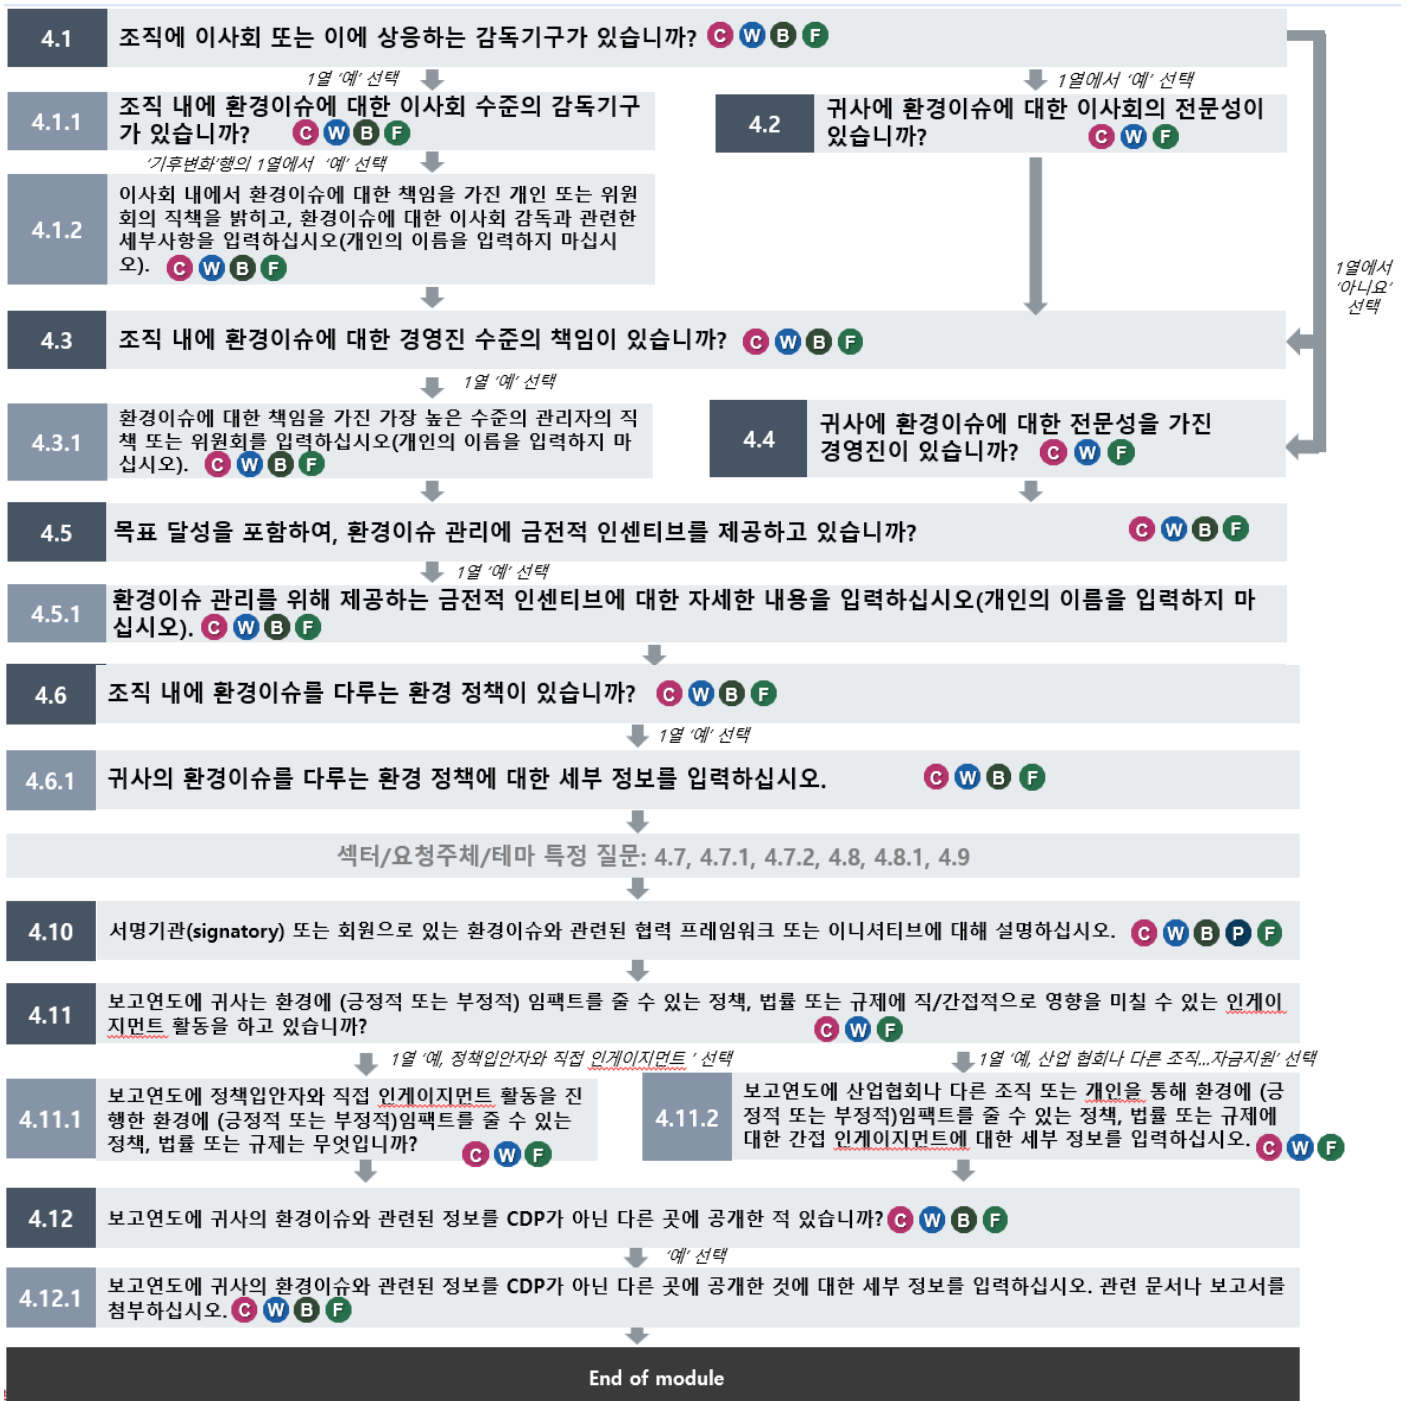 4.1
조직에 이사회 또는 이에 상응하는 감독기구가 있습니까? C W B F
1열 '예' 선택
1열에서 '예' 선택
4.1.1
조직 내에 환경이슈에 대한 이사회 수준의 감독기구
가 있습니까? C W B F
4.2
귀사에 환경이슈에 대한 이사회의 전문성이
있습니까? C W F
'기후변화'행의 1열에서 '예' 선택
4.1.2
이사회 내에서 환경이슈에 대한 책임을 가진 개인 또는 위원
회의 직책을 밝히고, 환경이슈에 대한 이사회 감독과 관련한
세부사항을 입력하십시오(개인의 이름을 입력하지 마십시
오). C W B F
1열에서
'아니요'
선택
4.3
조직 내에 환경이슈에 대한 경영진 수준의 책임이 있습니까? C W B F
1열 '예' 선택
4.3.1
환경이슈에 대한 책임을 가진 가장 높은 수준의 관리자의 직
책 또는 위원회를 입력하십시오(개인의 이름을 입력하지 마
십시오). C W B F
4.4
귀사에 환경이슈에 대한 전문성을 가진
경영진이 있습니까? C W F
4.5
목표 달성을 포함하여, 환경이슈 관리에 금전적 인센티브를 제공하고 있습니까? C W B F
1열 '예' 선택
4.5.1
환경이슈 관리를 위해 제공하는 금전적 인센티브에 대한 자세한 내용을 입력하십시오(개인의 이름을 입력하지 마
십시오). C W B F
4.6
조직 내에 환경이슈를 다루는 환경 정책이 있습니까? C W B F
1열 '예' 선택
4.6.1
귀사의 환경이슈를 다루는 환경 정책에 대한 세부 정보를 입력하십시오. C W B F
섹터/요청주체/테마 특정 질문: 4.7, 4.7.1, 4.7.2, 4.8, 4.8.1, 4.9
4.10
서명기관(signatory) 또는 회원으로 있는 환경이슈와 관련된 협력 프레임워크 또는 이니셔티브에 대해 설명하십시오. C W B P F
4.11
보고연도에 귀사는 환경에 (긍정적 또는 부정적) 임팩트를 줄 수 있는 정책, 법률 또는 규제에 직/간접적으로 영향을 미칠 수 있는 인게이
지먼트 활동을 하고 있습니까? C W F
1열 '예, 정책입안자와 직접 인게이지먼트 ' 선택
1열 '예, 산업 협회나 다른 조직...자금지원' 선택
4.11.1
보고연도에 정책입안자와 직접 인게이지먼트 활동을 진
행한 환경에 (긍정적 또는 부정적)임팩트를 줄 수 있는
정책, 법률 또는 규제는 무엇입니까? C W F
4.11.2
보고연도에 산업협회나 다른 조직 또는 개인을 통해 환경에 (긍
정적 또는 부정적)임팩트를 줄 수 있는 정책, 법률 또는 규제에
대한 간접 인게이지먼트에 대한 세부 정보를 입력하십시오. C W F
4.12
보고연도에 귀사의 환경이슈와 관련된 정보를 CDP가 아닌 다른 곳에 공개한 적 있습니까? C W B F
'예' 선택
4.12.1
보고연도에 귀사의 환경이슈와 관련된 정보를 CDP가 아닌 다른 곳에 공개한 것에 대한 세부 정보를 입력하십시오. 관련 문서나 보고서를
첨부하십시오. C W B F
End of module